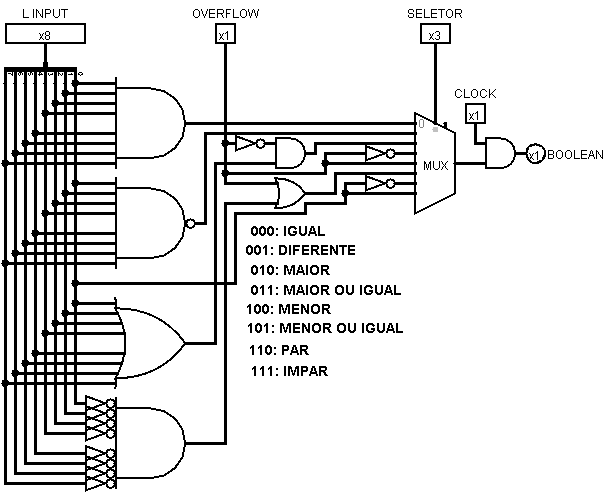 L INPUT
OVERFLOW
SELETOR
x8
x1
x3
CLOCK
x1
0
MUX
x1
BOOLEAN
000: IGUAL
001: DIFERENTE
010: MAIOR
011: MAIOR OU IGUAL
100: MENOR
101: MENOR OU IGUAL
110: PAR
111: IMPAR